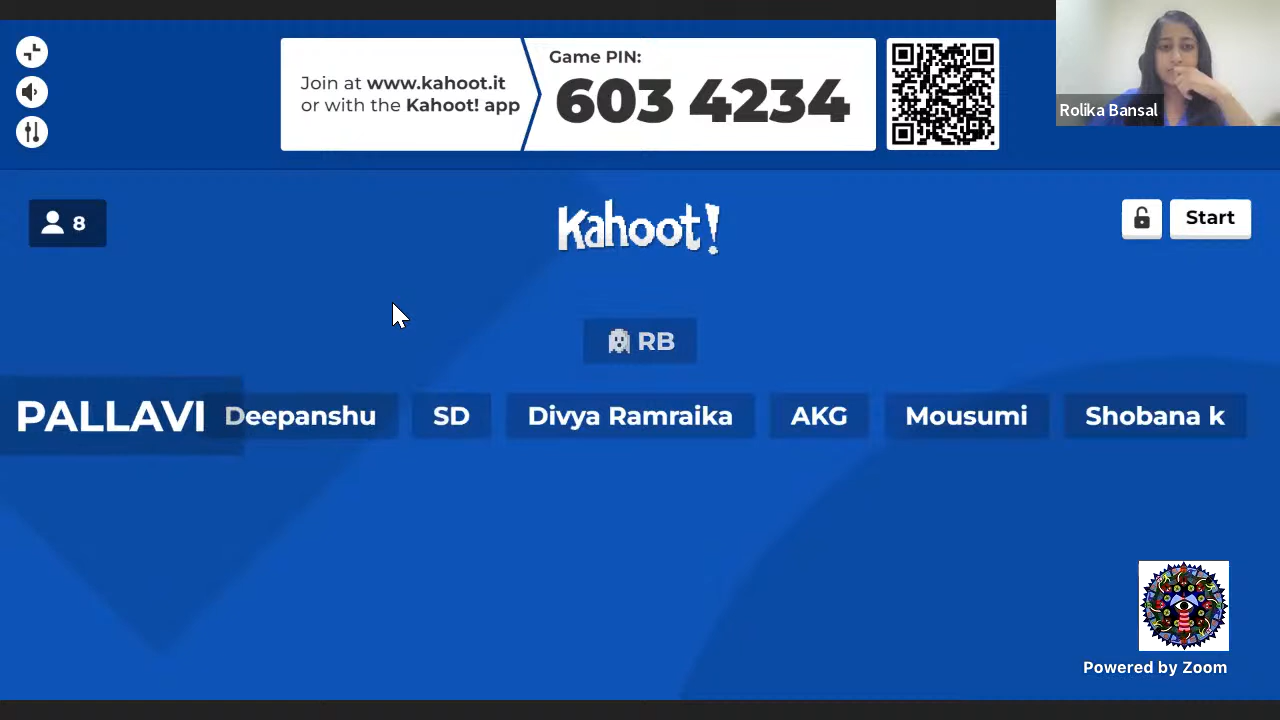 Join at www.kahoot.it
or with the Kahoot! app
Game PIN:
603 4234
Rolika Bansal
8
Kahoot!
Start
RB
PALLAVI
Deepanshu
SD
Divya Ramraika
AKG
Mousumi
Shobana k
Powered by Zoom